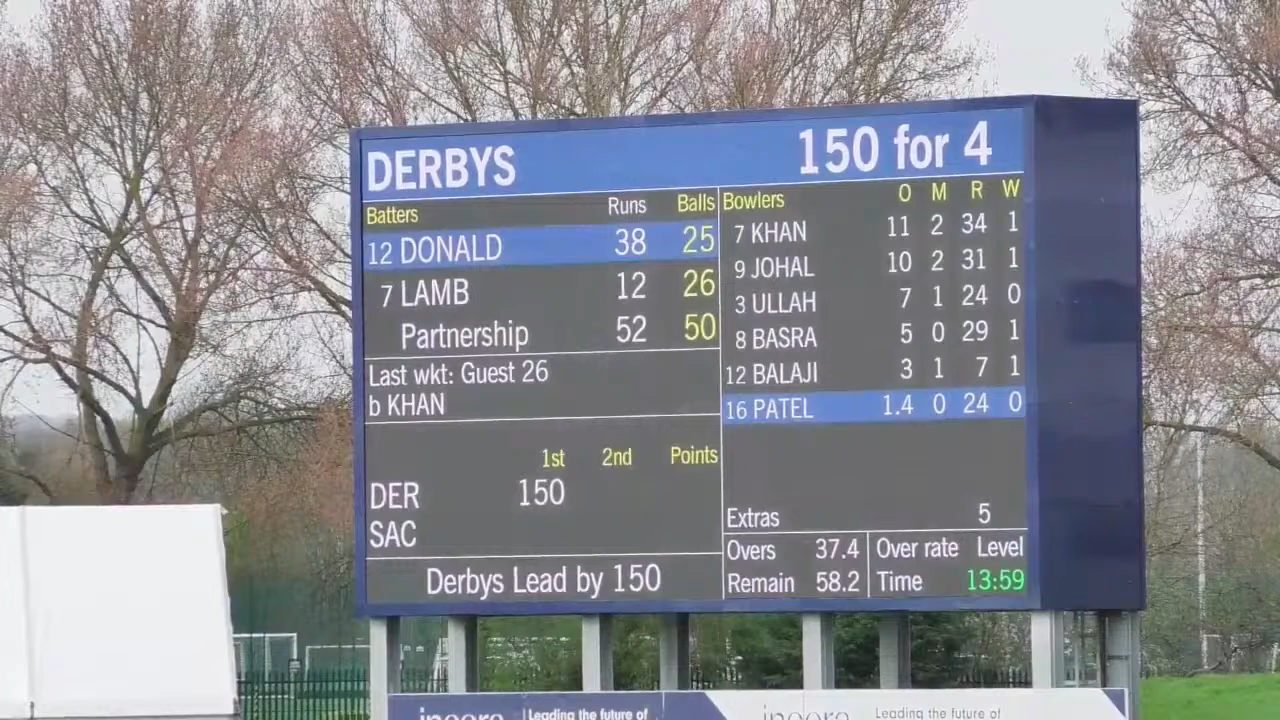 DERBYS 150 for 4
Batters Runs Balls
12 DONALD 38 25
7 LAMB 12 26
Partnership 52 50
Last wkt: Guest 26
b KHAN
1st 2nd Points
DER 150
SAC
Derbys Lead by 150
Bowlers O M R W
7 KHAN 11 2 34 1
9 JOHAL 10 2 31 1
3 ULLAH 7 1 24 0
8 BASRA 5 0 29 1
12 BALAJI 3 1 7 1
16 PATEL 1.4 0 24 0
Extras 5
Overs 37.4 Over rate Level
Remain 58.2 Time 13:59
Leading the future of
Leading the future of